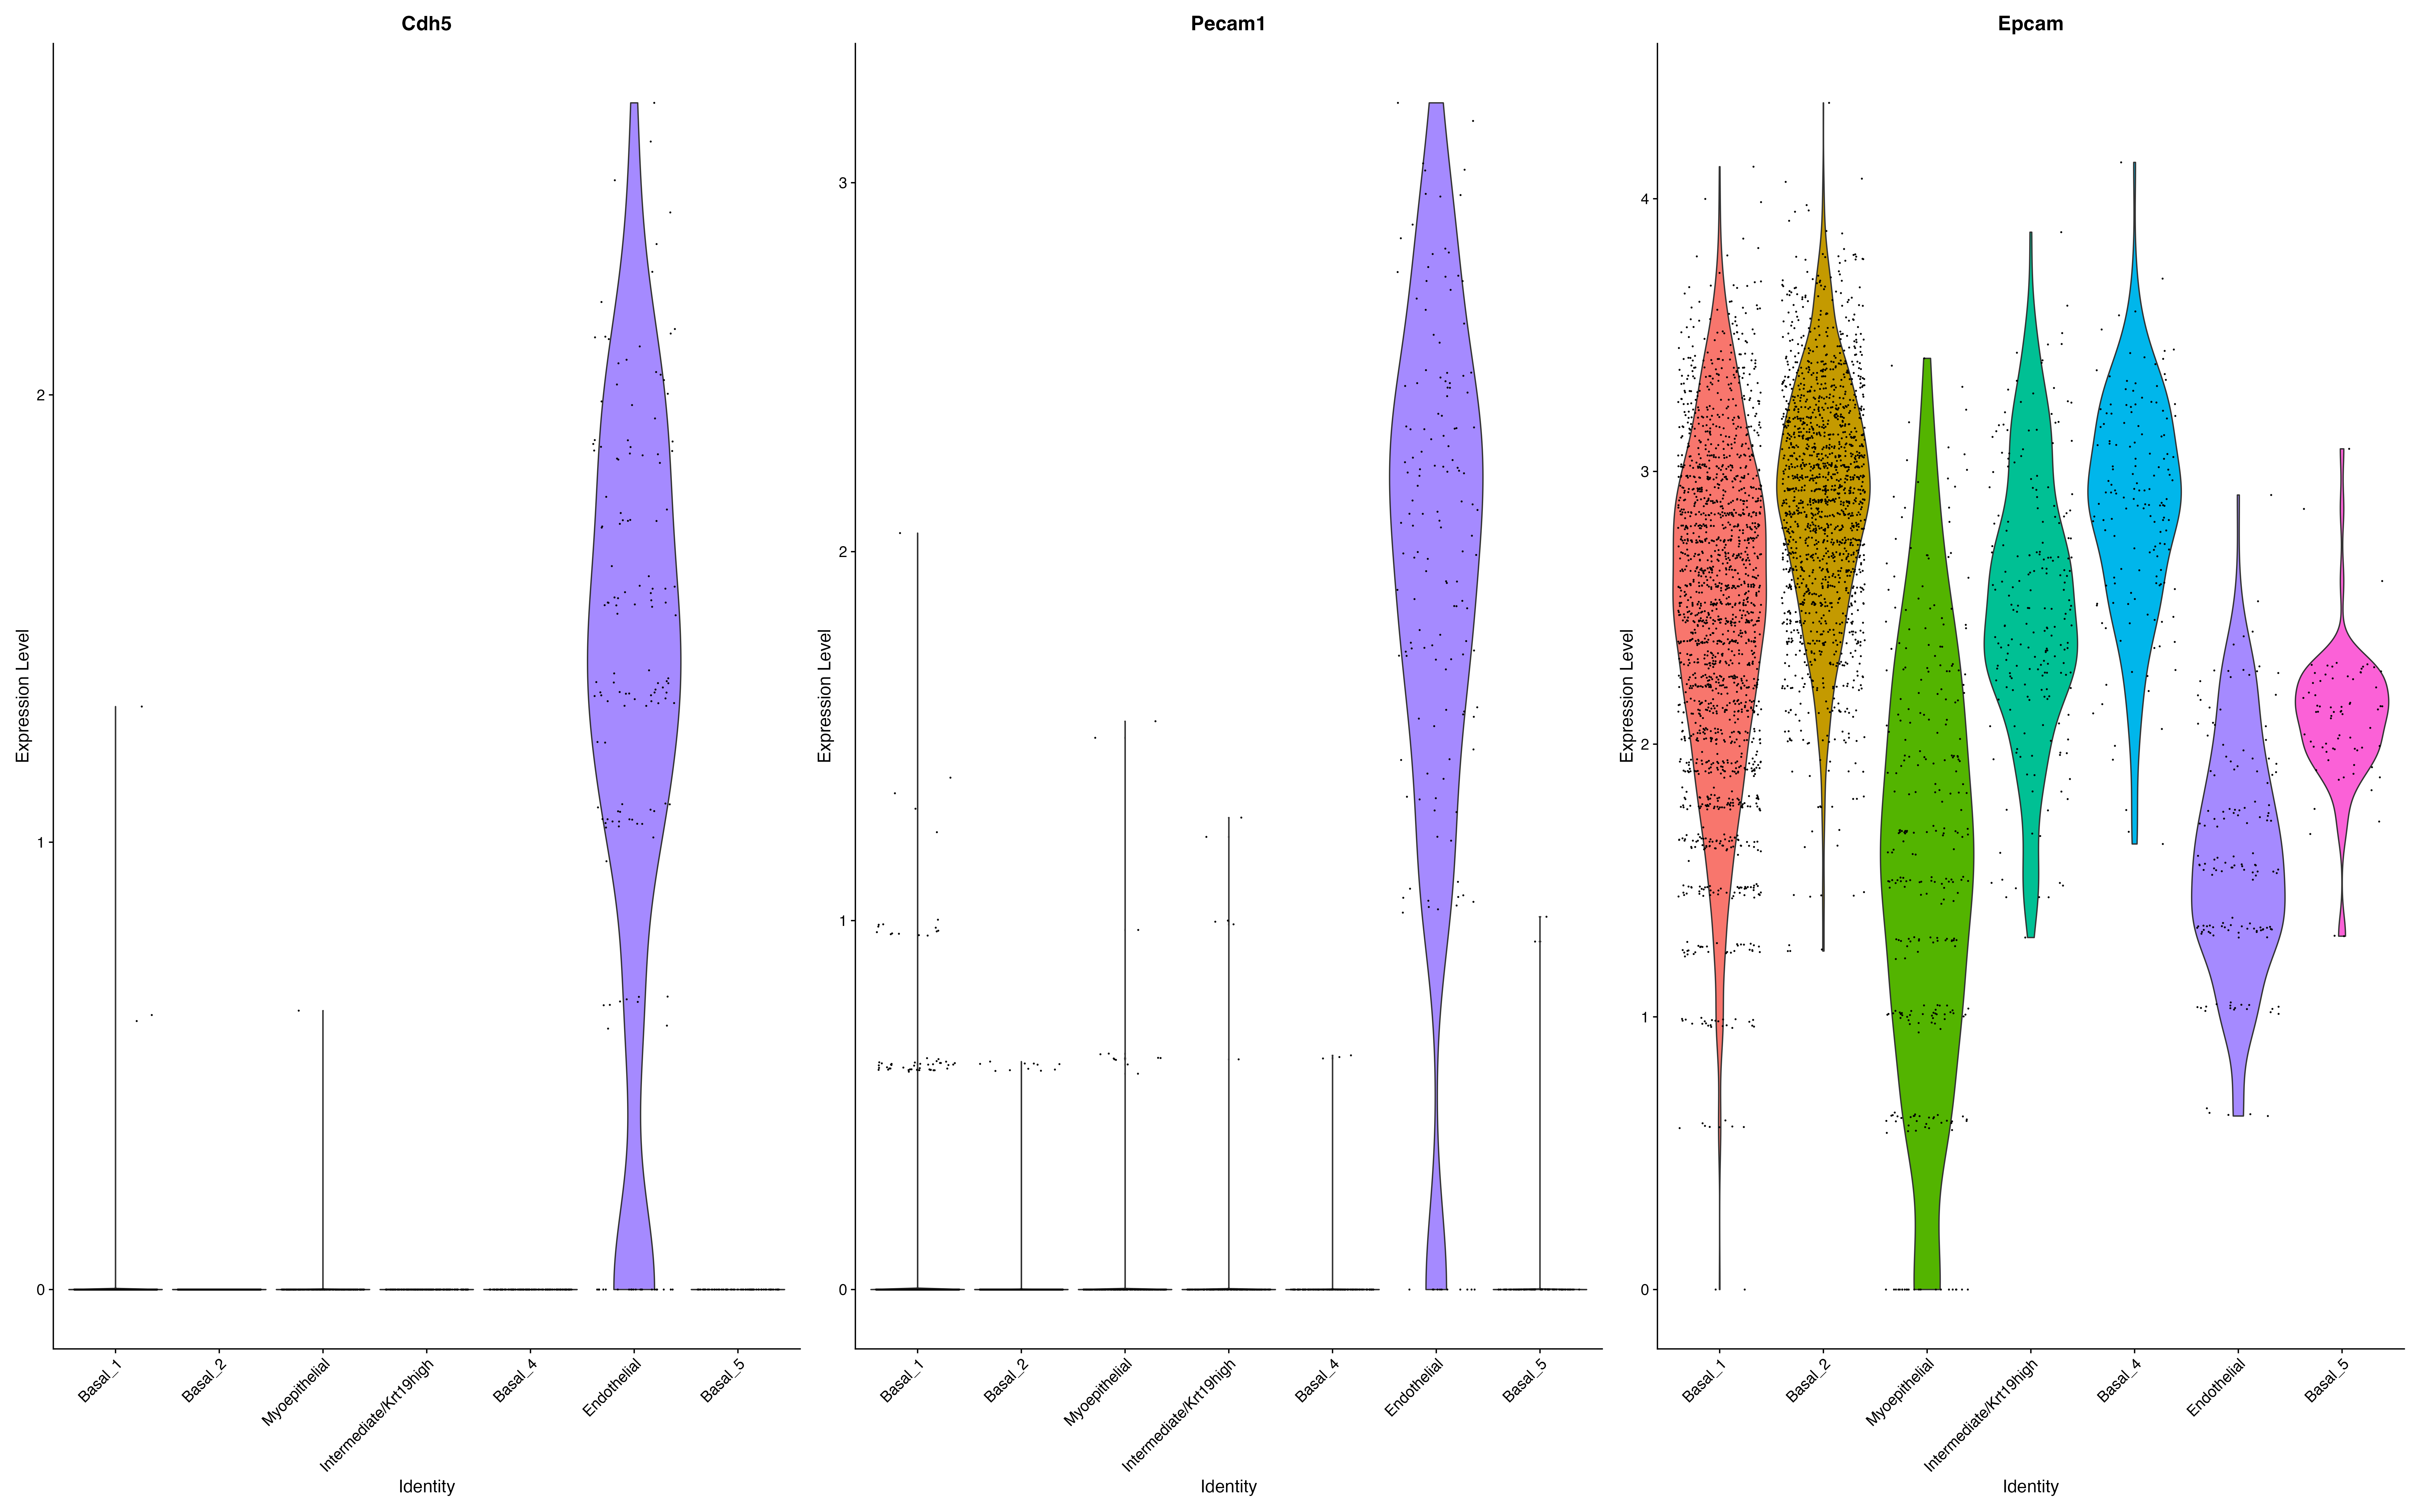 Cdh5
Expression Level
2
1
0
Basal_1
Basal_2
Myoepithelial
Intermediate/Krt19high
Basal_4
Endothelial
Basal_5
Identity
Pecam1
Expression Level
3
2
1
0
Basal_1
Basal_2
Myoepithelial
Intermediate/Krt19high
Basal_4
Endothelial
Basal_5
Identity
Epcam
Expression Level
4
3
2
1
0
Basal_1
Basal_2
Myoepithelial
Intermediate/Krt19high
Basal_4
Endothelial
Basal_5
Identity